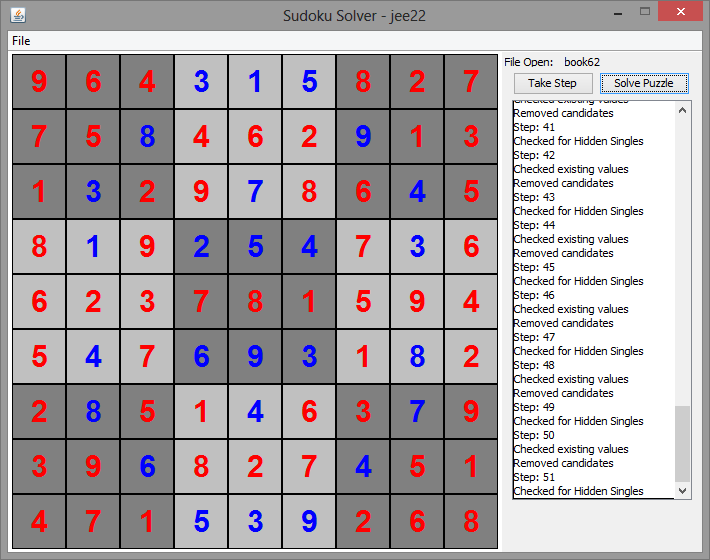 Sudoku Solver - jee22
File
9 6 4 3 1 5 8 2 7
7 5 8 4 6 2 9 1 3
1 3 2 9 7 8 6 4 5
8 1 9 2 5 4 7 3 6
6 2 3 7 8 1 5 9 4
5 4 7 6 9 3 1 8 2
2 8 5 1 4 6 3 7 9
3 9 6 8 2 7 4 5 1
4 7 1 5 3 9 2 6 8
File Open: book62
Take Step Solve Puzzle
Checked existing values
Removed candidates
Step: 41
Checked for Hidden Singles
Step: 42
Checked existing values
Removed candidates
Step: 43
Checked for Hidden Singles
Step: 44
Checked existing values
Removed candidates
Step: 45
Checked for Hidden Singles
Step: 46
Checked existing values
Removed candidates
Step: 47
Checked for Hidden Singles
Step: 48
Checked existing values
Removed candidates
Step: 49
Checked for Hidden Singles
Step: 50
Checked existing values
Removed candidates
Step: 51
Checked for Hidden Singles